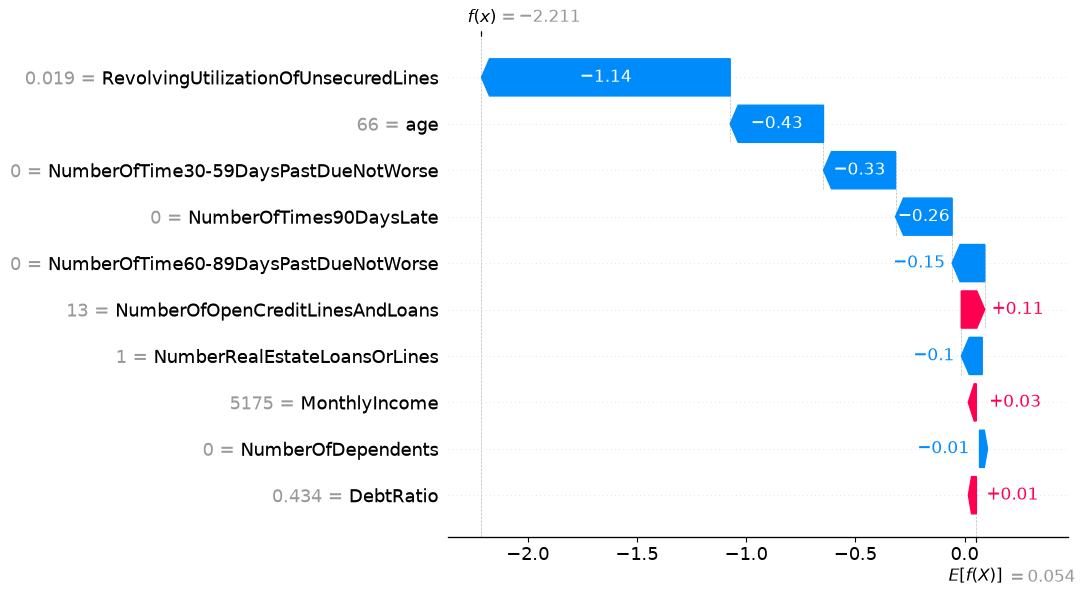 f(x) = −2.211
0.019 = RevolvingUtilizationOfUnsecuredLines −1.14
66 = age −0.43
0 = NumberOfTime30-59DaysPastDueNotWorse −0.33
0 = NumberOfTimes90DaysLate −0.26
0 = NumberOfTime60-89DaysPastDueNotWorse −0.15
13 = NumberOfOpenCreditLinesAndLoans +0.11
1 = NumberRealEstateLoansOrLines −0.1
5175 = MonthlyIncome +0.03
0 = NumberOfDependents −0.01
0.434 = DebtRatio +0.01
−2.0 −1.5 −1.0 −0.5 0.0
E[f(X)] = 0.054